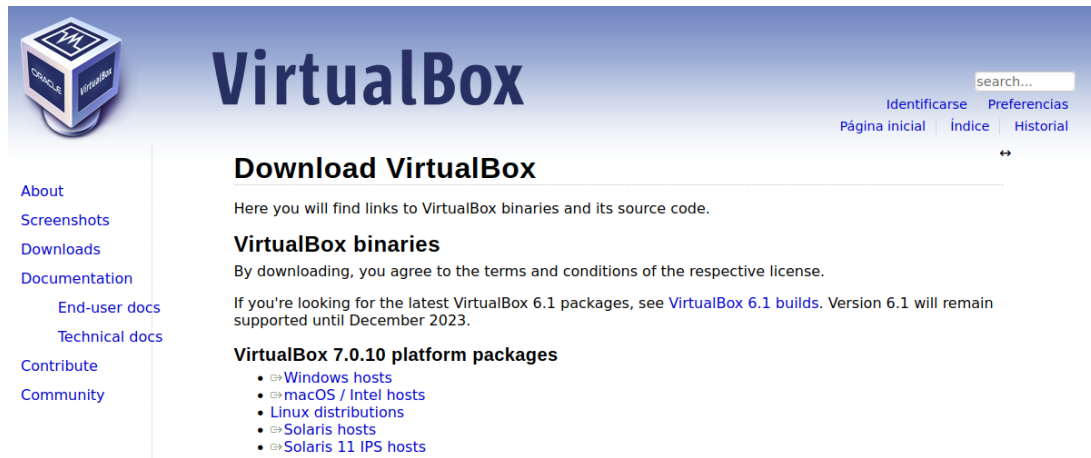 ORACLE
VirtualBox
VirtualBox
search...
Identificarse
Preferencias
Página inicial
Índice
Historial
About
Screenshots
Downloads
Documentation
End-user docs
Technical docs
Contribute
Community
Download VirtualBox
Here you will find links to VirtualBox binaries and its source code.
VirtualBox binaries
By downloading, you agree to the terms and conditions of the respective license.
If you're looking for the latest VirtualBox 6.1 packages, see VirtualBox 6.1 builds. Version 6.1 will remain
supported until December 2023.
VirtualBox 7.0.10 platform packages
Windows hosts
macOS / Intel hosts
Linux distributions
Solaris hosts
Solaris 11 IPS hosts